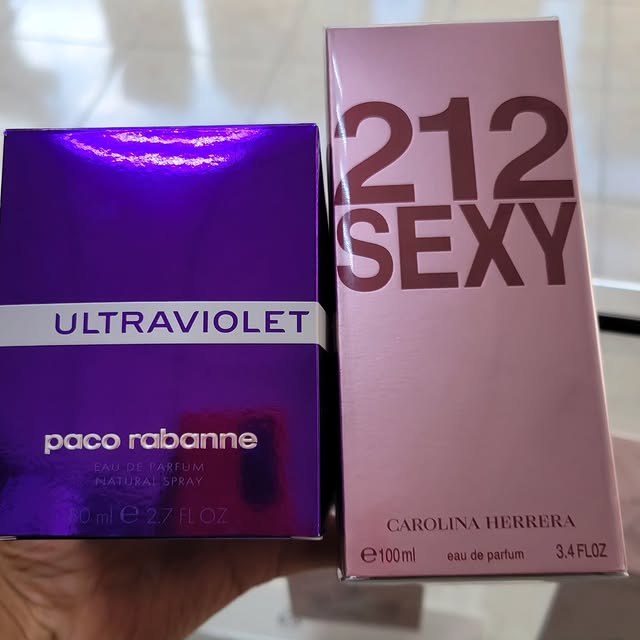 ULTRAVIOLET
paco rabanne
EAU DE PARFUM
NATURAL SPRAY
80 ml e 2.7 FL OZ
212
SEXY
CAROLINA HERRERA
e 100 ml eau de parfum 3.4 FL OZ